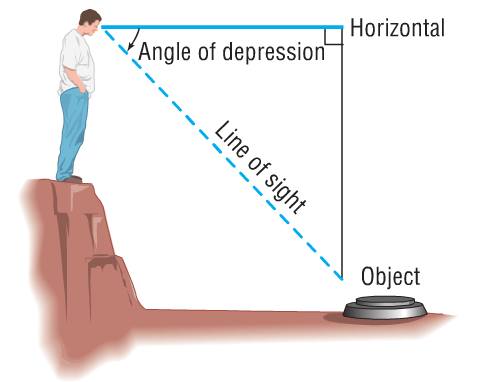 Horizontal
Angle of depression
Line of sight
Object